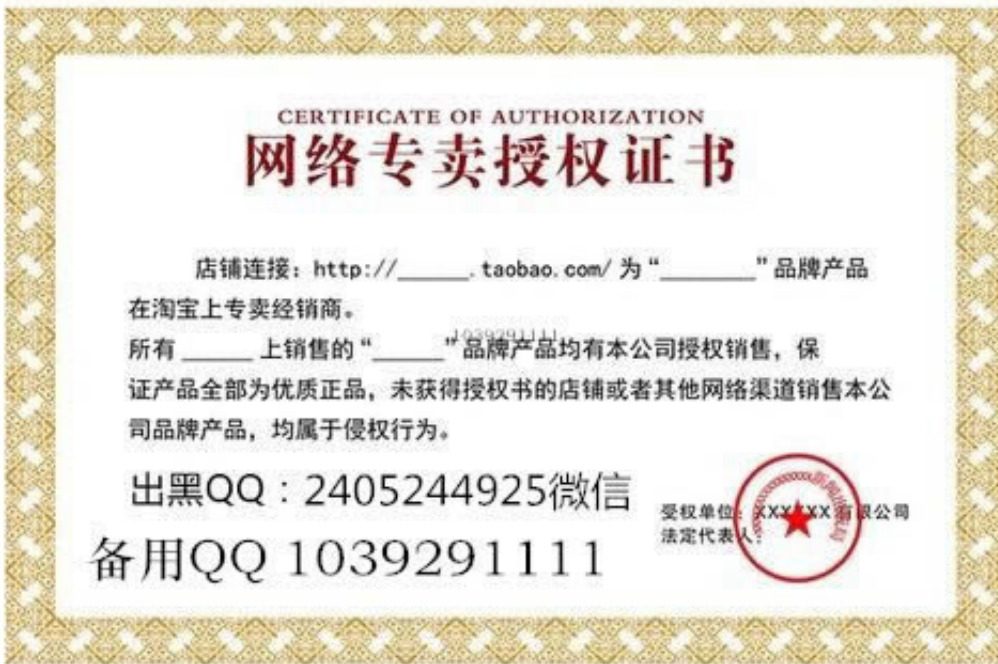 CERTIFICATE OF AUTHORIZATION
网络专卖授权证书
店铺连接：http://______.taobao.com/ 为“________”品牌产品
在淘宝上专卖经销商。
1039291111
所有 ______ 上销售的“______”品牌产品均有本公司授权销售，保
证产品全部为优质正品，未获得授权书的店铺或者其他网络渠道销售本公
司品牌产品，均属于侵权行为。
出黑QQ：2405244925微信
受权单位：XXXXXX 有限公司
法定代表人：
备用QQ 1039291111